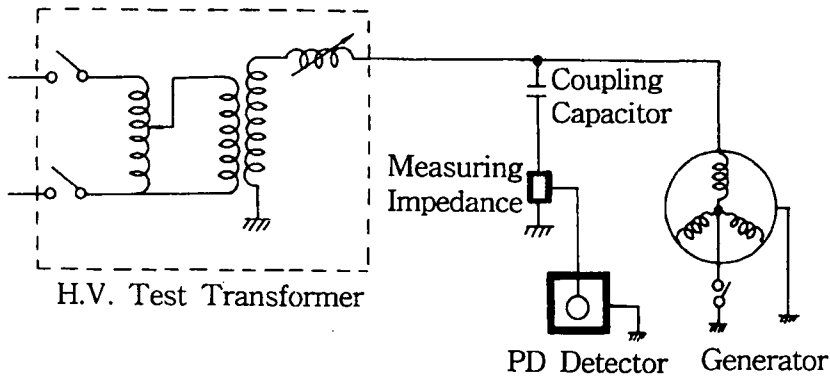 Coupling
Capacitor
Measuring
Impedance
H.V. Test Transformer
PD Detector
Generator